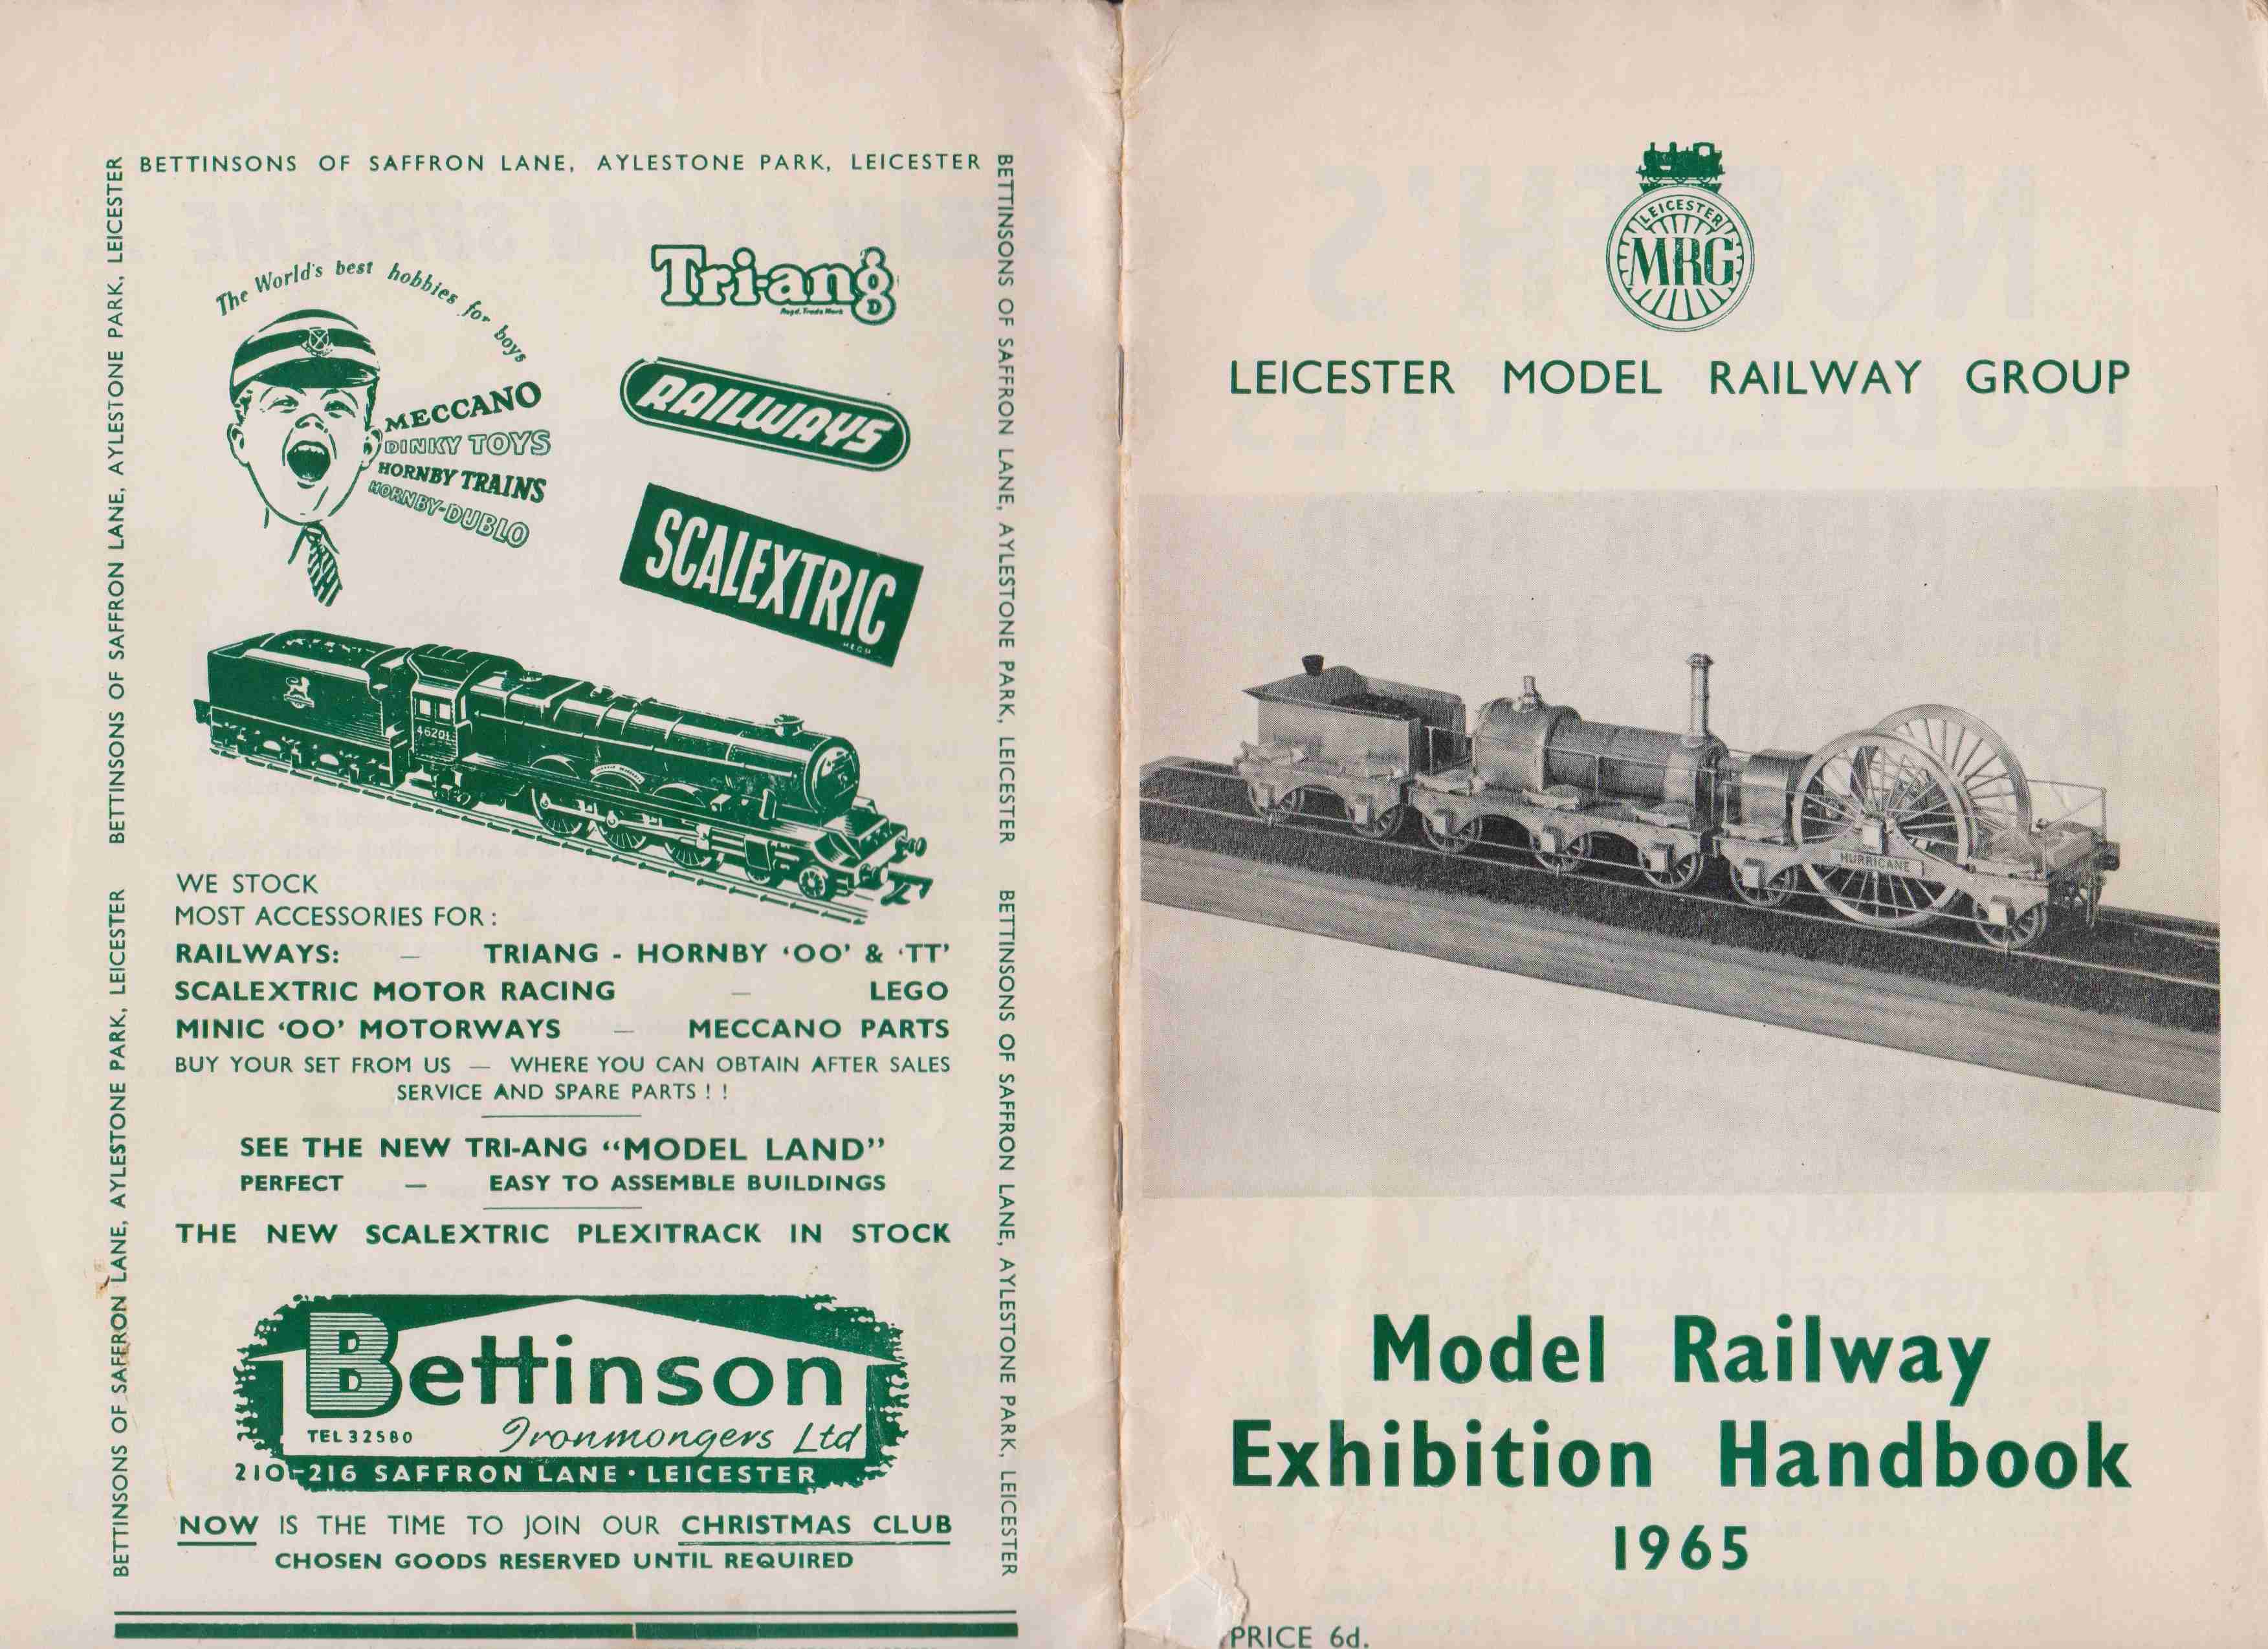 BETTINSONS OF SAFFRON LANE, AYLESTONE PARK, LEICESTER
BETTINSONS OF SAFFRON LANE, AYLESTONE PARK, LEICESTER
BETTINSONS OF SAFFRON LANE, AYLESTONE PARK, LEICESTER
BETTINSONS OF SAFFRON LANE, AYLESTONE PARK, LEICESTER
BETTINSONS OF SAFFRON LANE, AYLESTONE PARK, LEICESTER
The World's best hobbies for boys
MECCANO
DINKY TOYS
HORNBY TRAINS
HORNBY-DUBLO
Tri-ang
Regd. Trade Mark
RAILWAYS
SCALEXTRIC
REGD
46201
WE STOCK
MOST ACCESSORIES FOR :
RAILWAYS: — TRIANG - HORNBY ‘OO’ & ‘TT’
SCALEXTRIC MOTOR RACING — LEGO
MINIC ‘OO’ MOTORWAYS — MECCANO PARTS
BUY YOUR SET FROM US — WHERE YOU CAN OBTAIN AFTER SALES
SERVICE AND SPARE PARTS ! !
SEE THE NEW TRI-ANG “MODEL LAND”
PERFECT — EASY TO ASSEMBLE BUILDINGS
THE NEW SCALEXTRIC PLEXITRACK IN STOCK
Bettinson
TEL 32580 Ironmongers Ltd
210-216 SAFFRON LANE • LEICESTER
NOW IS THE TIME TO JOIN OUR CHRISTMAS CLUB
CHOSEN GOODS RESERVED UNTIL REQUIRED
LEICESTER
MRG
LEICESTER MODEL RAILWAY GROUP
HURRICANE
Model Railway
Exhibition Handbook
1965
PRICE 6d.